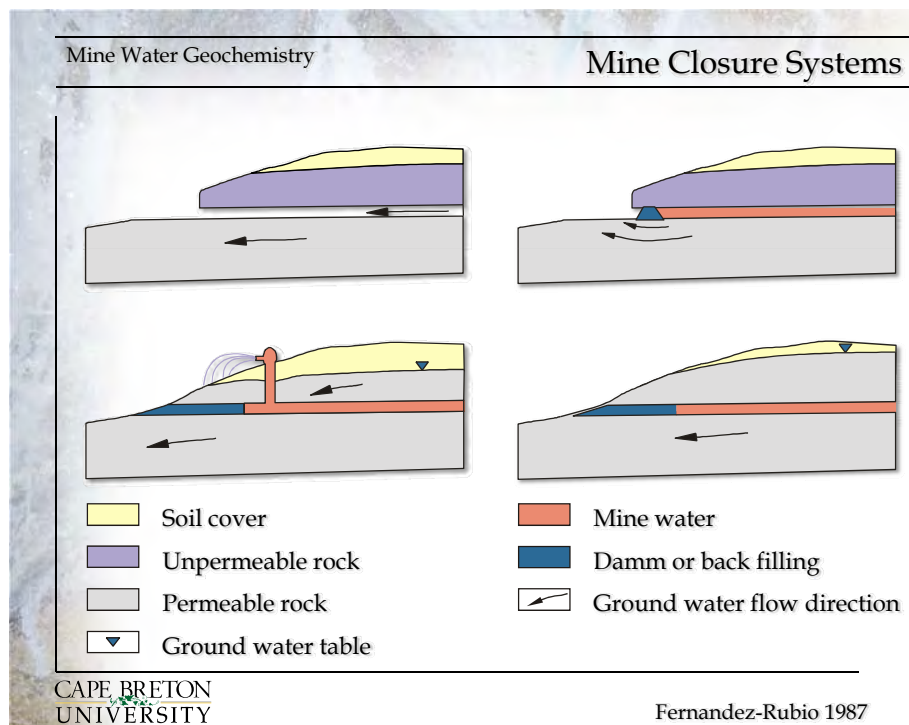 Mine Water Geochemistry
Mine Closure Systems
Soil cover
Unpermeable rock
Permeable rock
Ground water table
Mine water
Damm or back filling
Ground water flow direction
CAPE BRETON
UNIVERSITY
Fernandez-Rubio 1987